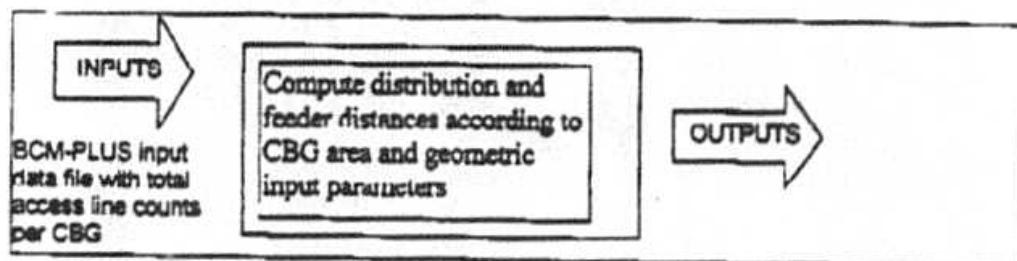 INPUTS
BCM-PLUS input
data file with total
access line counts
per CBG
Compute distribution and
feeder distances according to
CBG area and geometric
input parameters
OUTPUTS